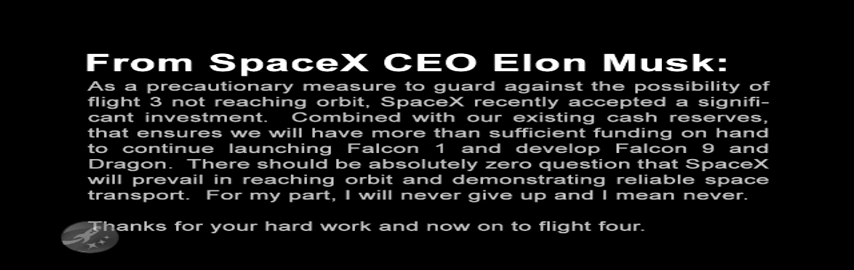 From SpaceX CEO Elon Musk:
As a precautionary measure to guard against the possibility of
flight 3 not reaching orbit, SpaceX recently accepted a signifi-
cant investment.  Combined with our existing cash reserves,
that ensures we will have more than sufficient funding on hand
to continue launching Falcon 1 and develop Falcon 9 and
Dragon.  There should be absolutely zero question that SpaceX
will prevail in reaching orbit and demonstrating reliable space
transport.  For my part, I will never give up and I mean never.
Thanks for your hard work and now on to flight four.